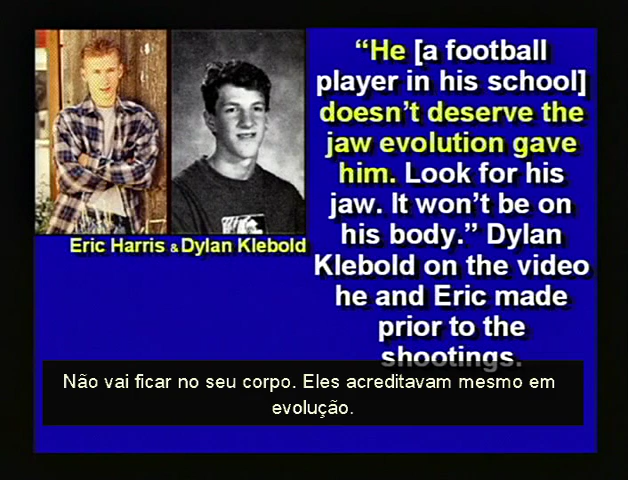 “He [a football
player in his school]
doesn’t deserve the
jaw evolution gave
him. Look for his
jaw. It won’t be on
his body.” Dylan
Klebold on the video
he and Eric made
prior to the
shootings.
Eric Harris & Dylan Klebold
Não vai ficar no seu corpo. Eles acreditavam mesmo em
evolução.